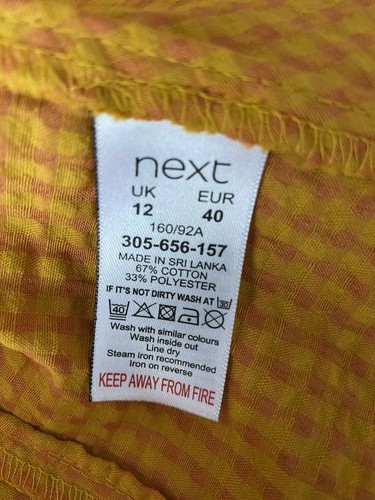 next
UK EUR
12 40
160/92A
305-656-157
MADE IN SRI LANKA
67% COTTON
33% POLYESTER
IF IT'S NOT DIRTY WASH AT 30
40
Wash with similar colours
Wash inside out
Line dry
Steam iron recommended
Iron on reverse
KEEP AWAY FROM FIRE